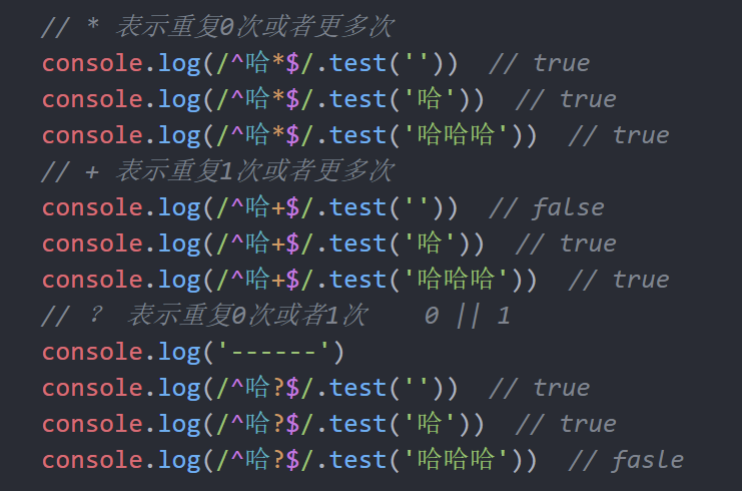 // * 表示重复0次或者更多次
console.log(/^哈*$/.test(''))  // true
console.log(/^哈*$/.test('哈'))  // true
console.log(/^哈*$/.test('哈哈哈'))  // true
// + 表示重复1次或者更多次
console.log(/^哈+$/.test(''))  // false
console.log(/^哈+$/.test('哈'))  // true
console.log(/^哈+$/.test('哈哈哈'))  // true
// ？ 表示重复0次或者1次    0 || 1
console.log('------')
console.log(/^哈?$/.test(''))  // true
console.log(/^哈?$/.test('哈'))  // true
console.log(/^哈?$/.test('哈哈哈'))  // fasle